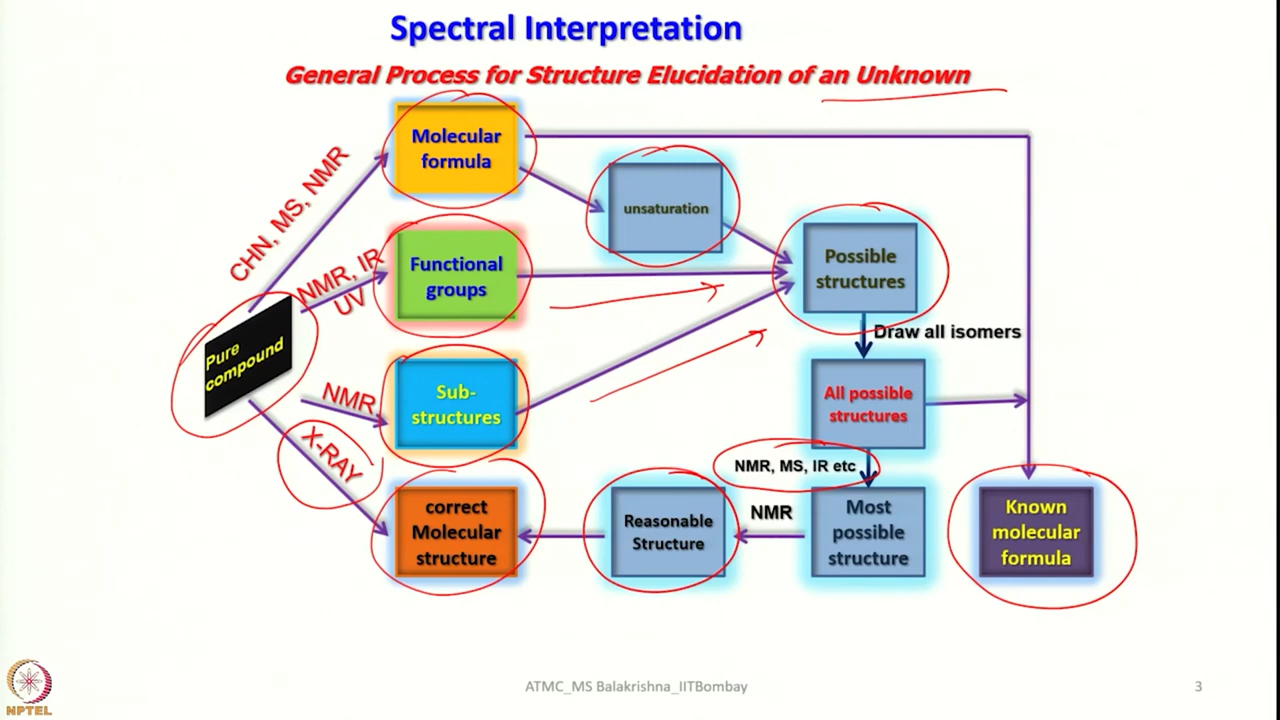 Spectral Interpretation
General Process for Structure Elucidation of an Unknown
Molecular
formula
CHN, MS, NMR
unsaturation
NMR, IR
UV
Functional
groups
Possible
structures
Pure
compound
Draw all isomers
NMR
Sub-
structures
All possible
structures
X-RAY
NMR, MS, IR etc
correct
Molecular
structure
Reasonable
Structure
NMR
Most
possible
structure
Known
molecular
formula
NPTEL
ATMC_MS Balakrishna_IITBombay
3